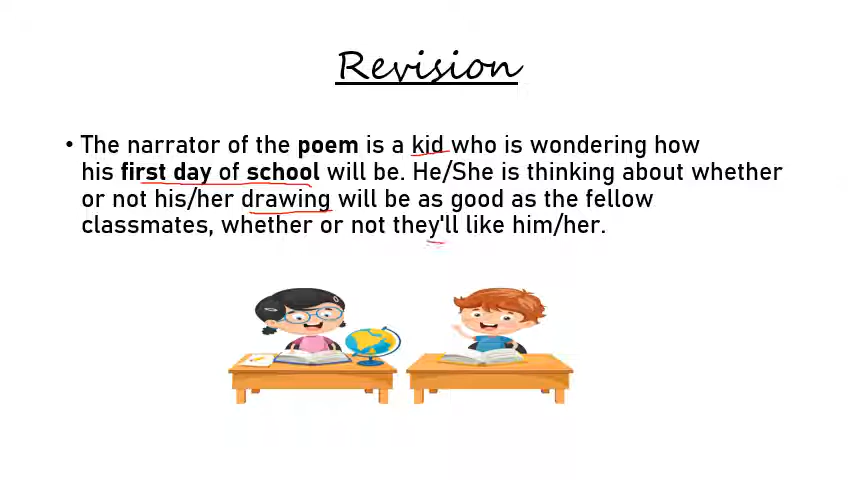 Revision
• The narrator of the poem is a kid who is wondering how
his first day of school will be. He/She is thinking about whether
or not his/her drawing will be as good as the fellow
classmates, whether or not they'll like him/her.